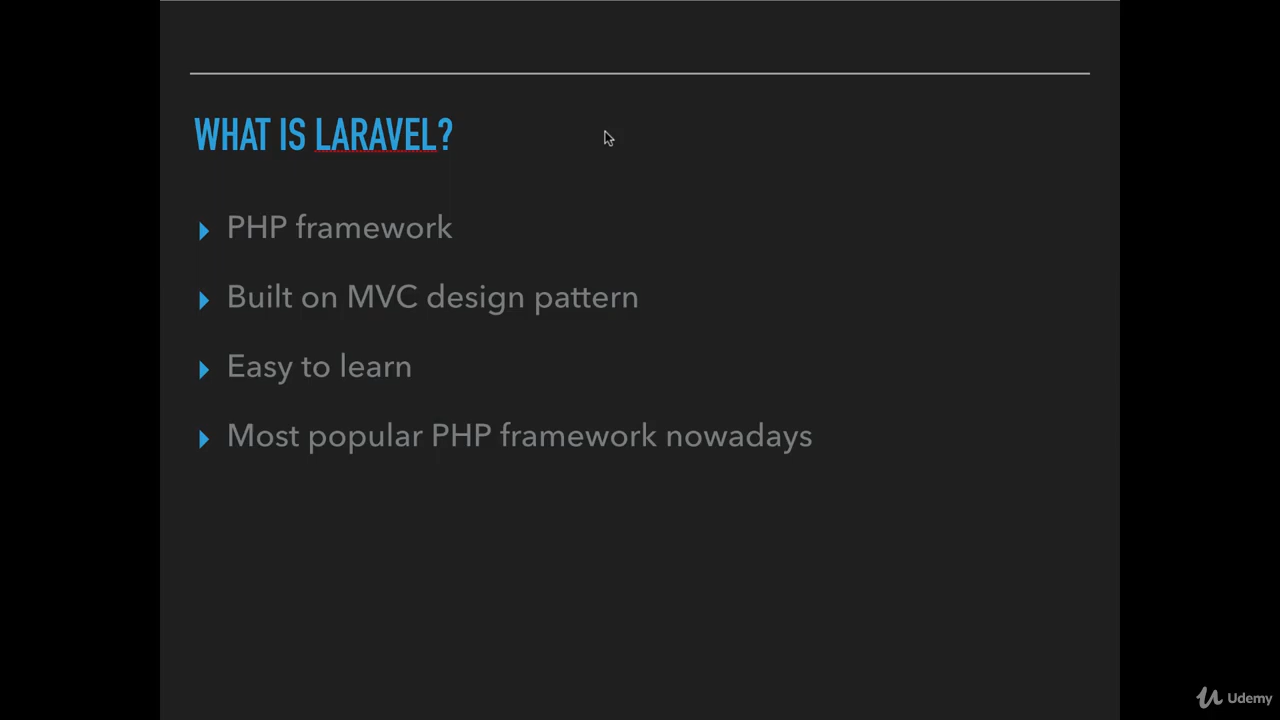 WHAT IS LARAVEL?
PHP framework
Built on MVC design pattern
Easy to learn
Most popular PHP framework nowadays
Udemy